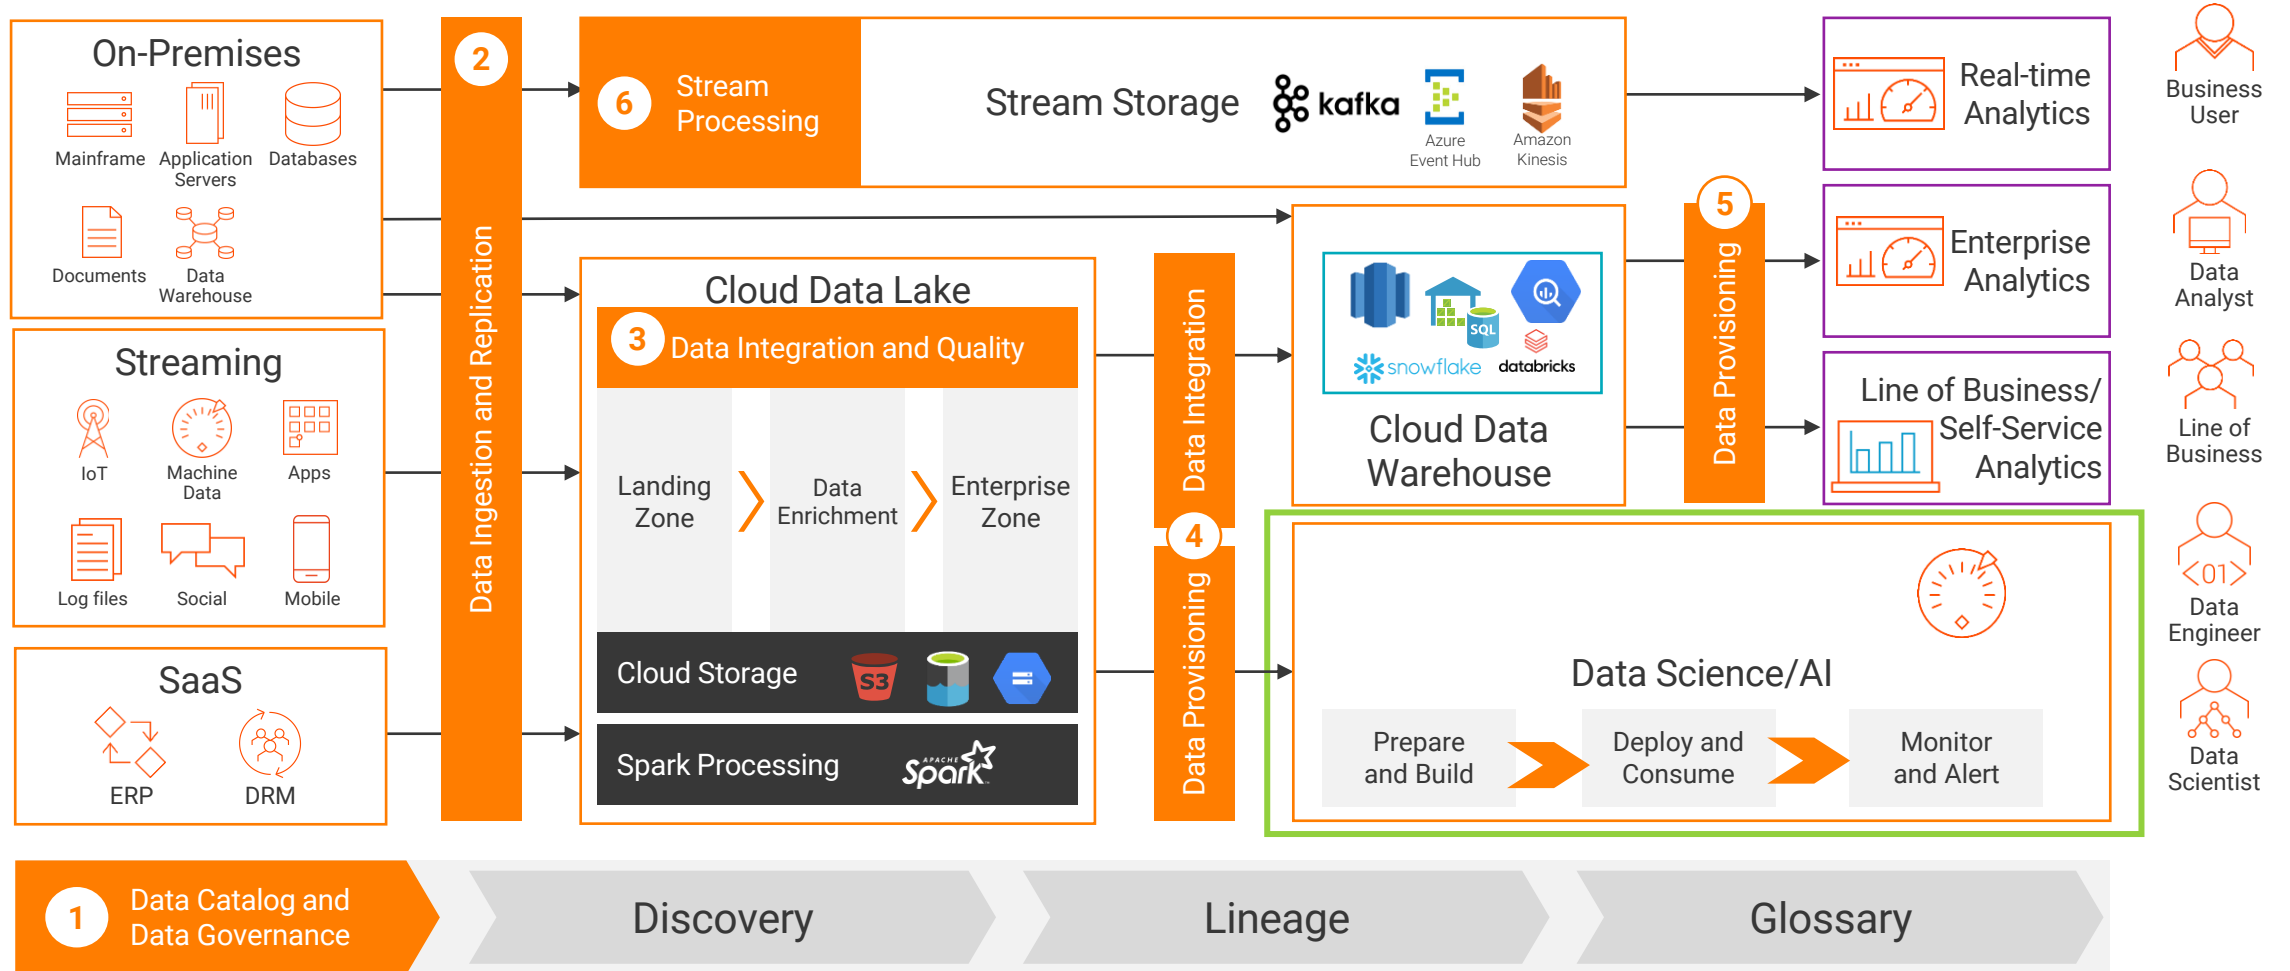 On-Premises
Mainframe
Application
Servers
Databases
Documents
Data
Warehouse
Streaming
IoT
Machine
Data
Apps
Log files
Social
Mobile
SaaS
ERP
DRM
2
Data Ingestion and Replication
6
Stream
Processing
Stream Storage
kafka
Azure
Event Hub
Amazon
Kinesis
Cloud Data Lake
3
Data Integration and Quality
Landing
Zone
Data
Enrichment
Enterprise
Zone
Cloud Storage
S3
Spark Processing
APACHE
Spark
Data Integration
4
Data Provisioning
SQL
snowflake
databricks
Cloud Data
Warehouse
5
Data Provisioning
Real-time
Analytics
Enterprise
Analytics
Line of Business/
Self-Service
Analytics
Data Science/AI
Prepare
and Build
Deploy and
Consume
Monitor
and Alert
Business
User
Data
Analyst
Line of
Business
<01>
Data
Engineer
Data
Scientist
1
Data Catalog and
Data Governance
Discovery
Lineage
Glossary